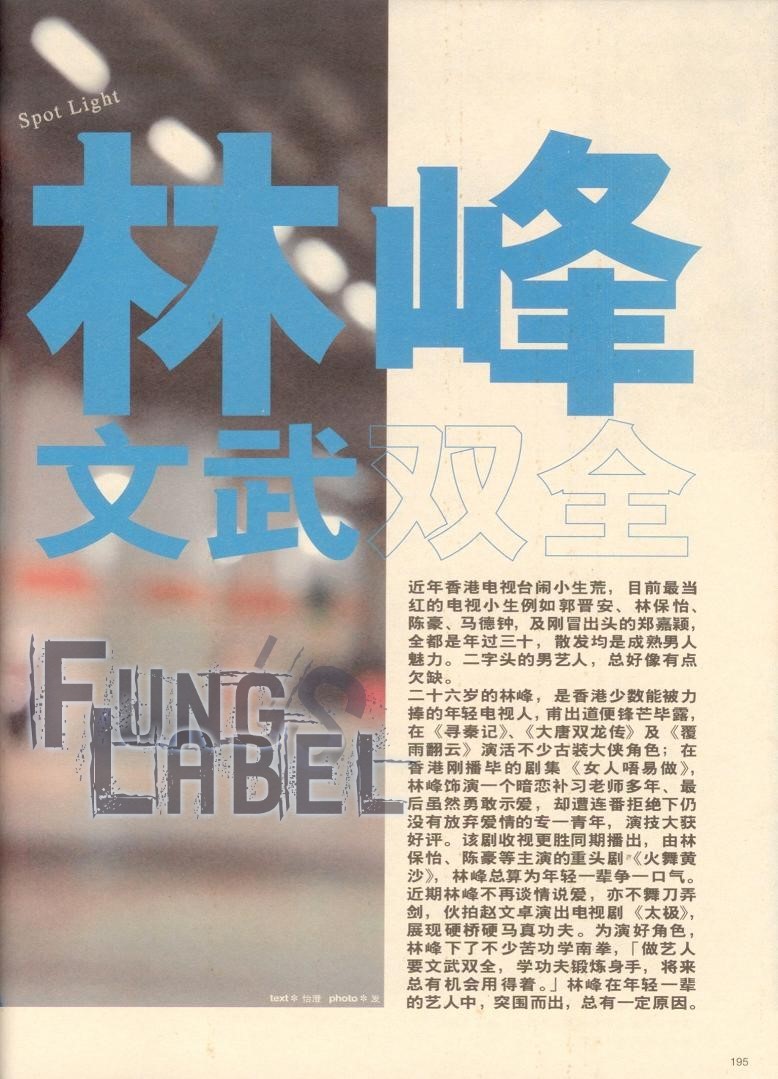 Spot Light
林峰
文武双全
FUNG'S
LABEL
近年香港电视台闹小生荒，目前最当
红的电视小生例如郭晋安、林保怡、
陈豪、马德钟，及刚冒出头的郑嘉颖，
全都是年过三十，散发均是成熟男人
魅力。二字头的男艺人，总好像有点
欠缺。
二十六岁的林峰，是香港少数能被力
捧的年轻电视人，甫出道便锋芒毕露，
在《寻秦记》、《大唐双龙传》及《覆
雨翻云》演活不少古装大侠角色；在
香港刚播毕的剧集《女人唔易做》，
林峰饰演一个暗恋补习老师多年、最
后虽然勇敢示爱，却遭连番拒绝下仍
没有放弃爱情的专一青年，演技大获
好评。该剧收视更胜同期播出，由林
保怡、陈豪等主演的重头剧《火舞黄
沙》，林峰总算为年轻一辈争一口气。
近期林峰不再谈情说爱，亦不舞刀弄
剑，伙拍赵文卓演出电视剧《太极》，
展现硬桥硬马真功夫。为演好角色，
林峰下了不少苦功学南拳，「做艺人
要文武双全，学功夫锻炼身手，将来
总有机会用得着。」林峰在年轻一辈
的艺人中，突围而出，总有一定原因。
text✽ 怡澄 photo✽ 发
195